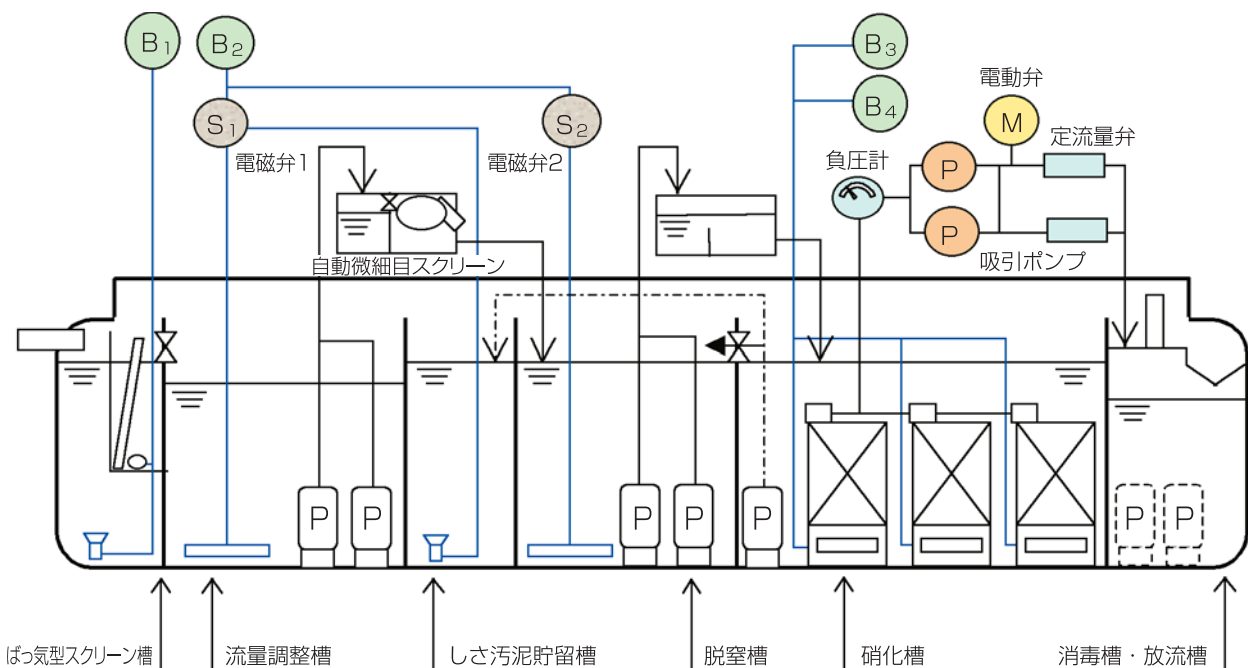 B1
B2
B3
B4
電動弁
S1
S2
M
定流量弁
電磁弁1
電磁弁2
負圧計
P
P
吸引ポンプ
自動微細目スクリーン
P
P
P
P
P
P
P
ばっ気型スクリーン槽
流量調整槽
しさ汚泥貯留槽
脱窒槽
硝化槽
消毒槽・放流槽